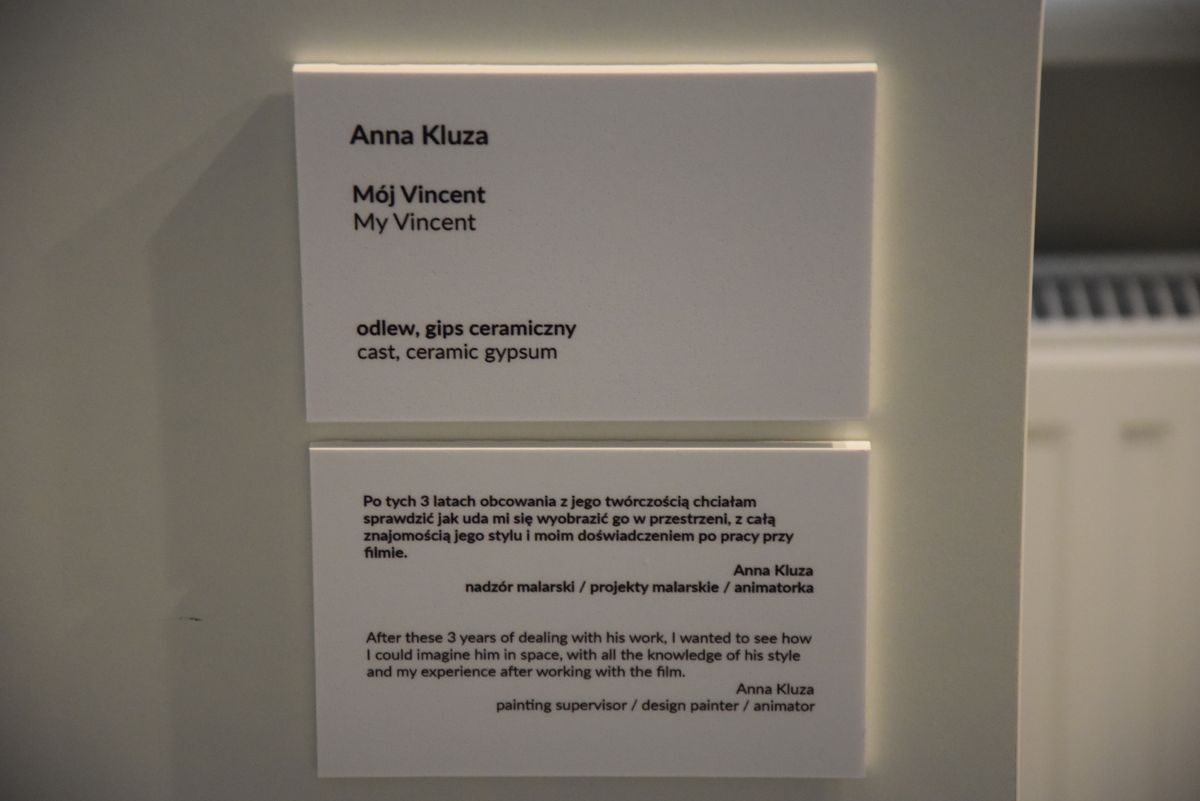 Anna Kluza
Mój Vincent
My Vincent
odlew, gips ceramiczny
cast, ceramic gypsum
Po tych 3 latach obcowania z jego twórczością chciałam
sprawdzić jak uda mi się wyobrazić go w przestrzeni, z całą
znajomością jego stylu i moim doświadczeniem po pracy przy
filmie.
Anna Kluza
nadzór malarski / projekty malarskie / animatorka
After these 3 years of dealing with his work, I wanted to see how
I could imagine him in space, with all the knowledge of his style
and my experience after working with the film.
Anna Kluza
painting supervisor / design painter / animator